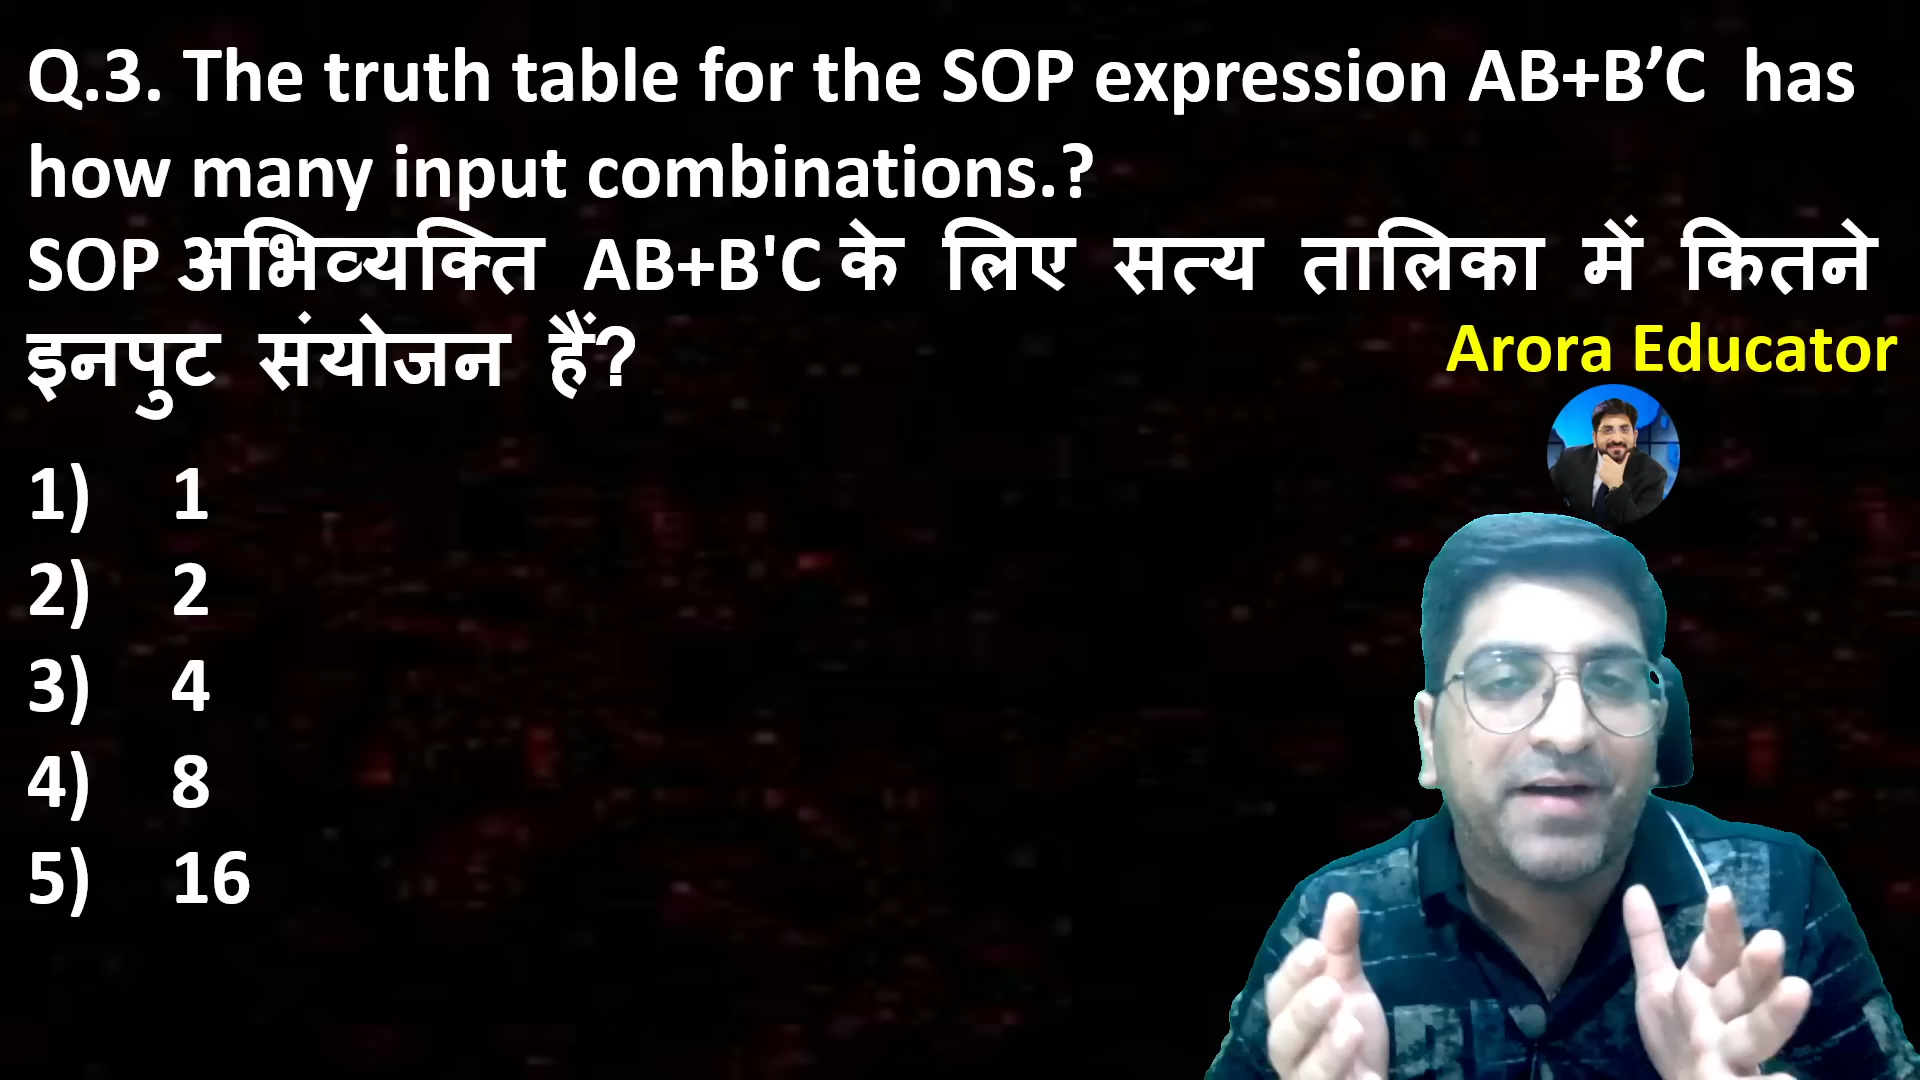 Q.3. The truth table for the SOP expression AB+B’C has
how many input combinations.?
SOP अभिव्यक्ति AB+B'C के लिए सत्य तालिका में कितने
इनपुट संयोजन हैं?
Arora Educator
1) 1
2) 2
3) 4
4) 8
5) 16